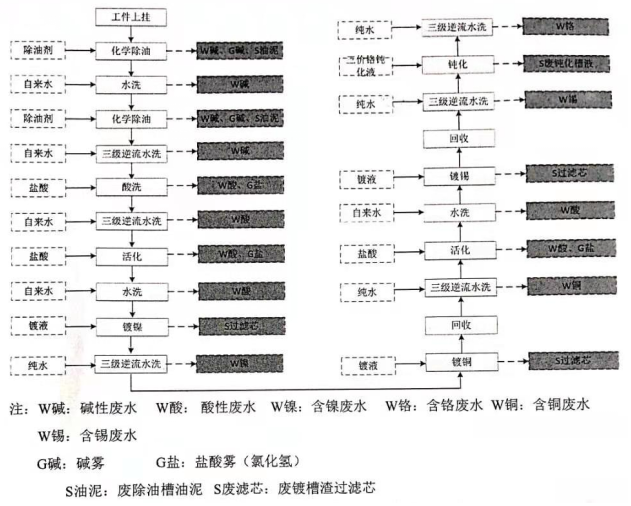 工件上挂
除油剂 化学除油 W碱、G碱、S油泥
自来水 水洗 W碱
除油剂 化学除油 W碱、G碱、S油泥
自来水 三级逆流水洗 W碱
盐酸 酸洗 W酸、G盐
自来水 三级逆流水洗 W酸
盐酸 活化 W酸、G盐
自来水 水洗 W酸
镀液 镀镍 S过滤芯
纯水 三级逆流水洗 W镍
纯水 三级逆流水洗 W铬
三价铬钝化液 钝化 S废钝化槽液
纯水 三级逆流水洗 W锡
回收
镀液 镀锡 S过滤芯
自来水 水洗 W酸
盐酸 活化 W酸、G盐
纯水 三级逆流水洗 W铜
回收
镀液 镀铜 S过滤芯
注：W碱：碱性废水 W酸：酸性废水 W镍：含镍废水 W铬：含铬废水 W铜：含铜废水
W锡：含锡废水
G碱：碱雾 G盐：盐酸雾（氯化氢）
S油泥：废除油槽油泥 S废滤芯：废镀槽渣过滤芯